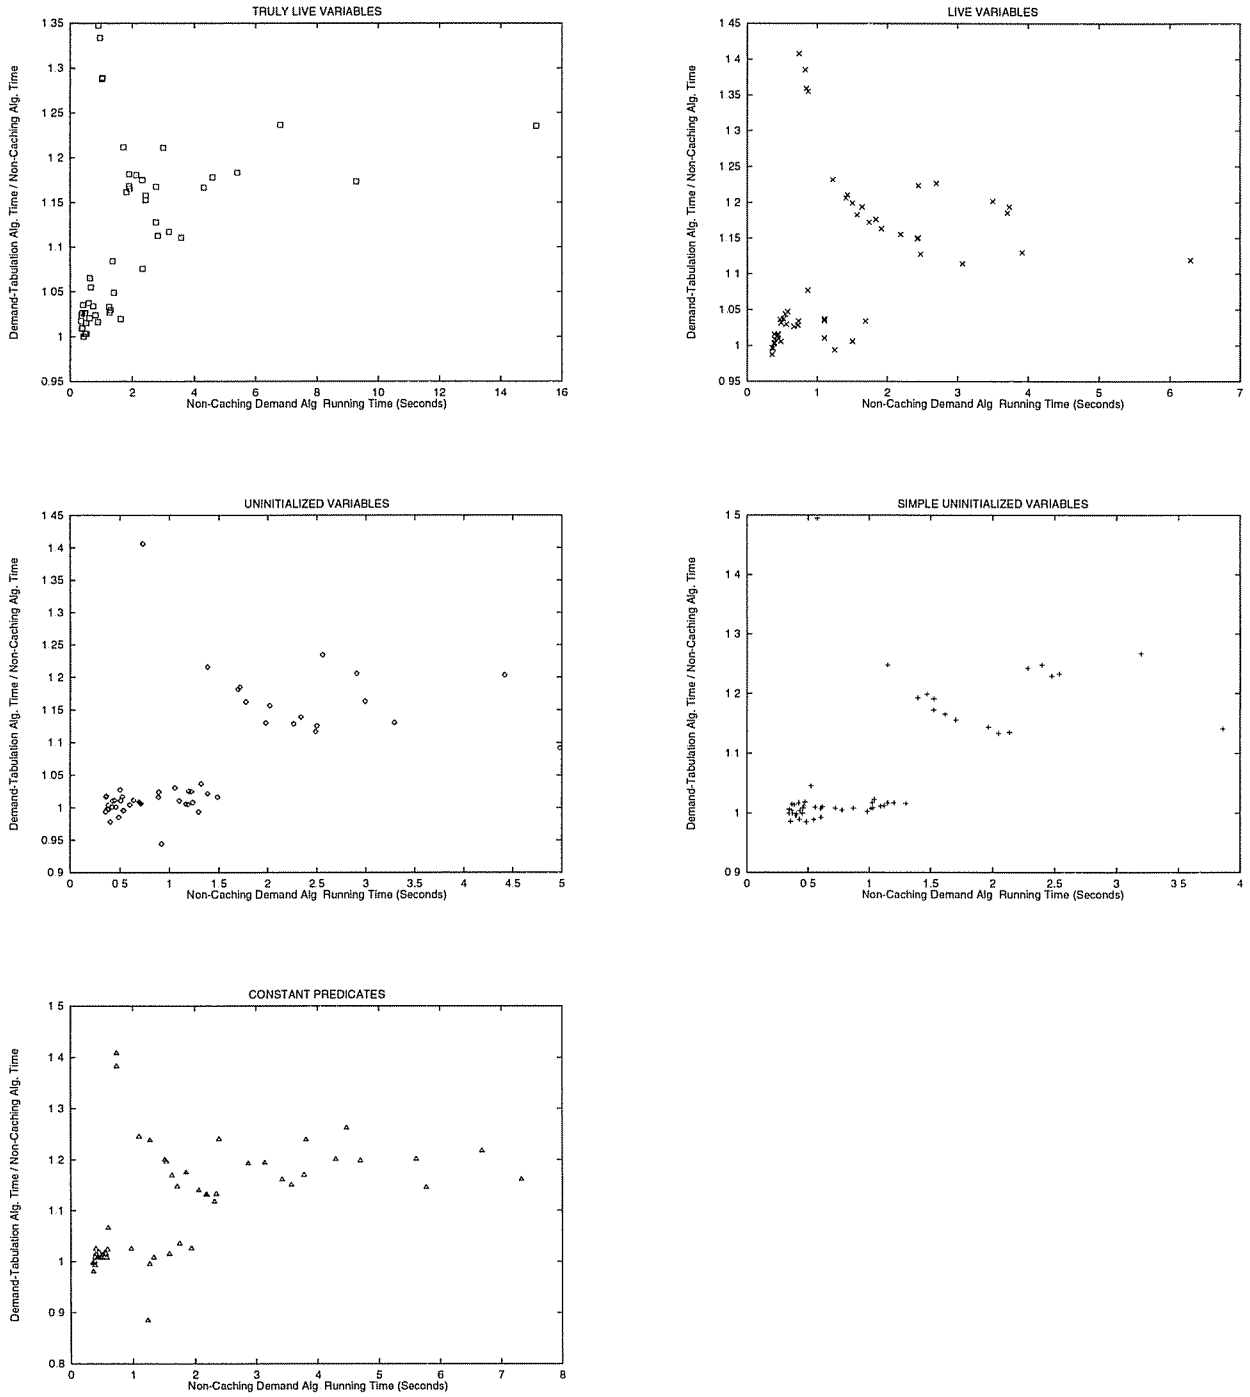 TRULY LIVE VARIABLES
Demand-Tabulation Alg. Time / Non-Caching Alg. Time
1 35
1.3
1.25
1.2
1.15
1.1
1.05
1
0.95
0 2 4 6 8 10 12 14 16
Non-Caching Demand Alg Running Time (Seconds)
LIVE VARIABLES
Demand-Tabulation Alg. Time / Non-Caching Alg. Time
1 45
1.4
1.35
1.3
1.25
1.2
1.15
1.1
1.05
1
0 95
0 1 2 3 4 5 6 7
Non-Caching Demand Alg Running Time (Seconds)
UNINITIALIZED VARIABLES
Demand-Tabulation Alg. Time / Non-Caching Alg. Time
1.45
1.4
1.35
1.3
1.25
1.2
1.15
1.1
1.05
1
0.95
0.9
0 0 5 1 1.5 2 2.5 3 3.5 4 4.5 5
Non-Caching Demand Alg Running Time (Seconds)
SIMPLE UNINITIALIZED VARIABLES
Demand-Tabulation Alg. Time / Non-Caching Alg. Time
1 5
1 4
1 3
1 2
1 1
1
0 9
0 0 5 1 1.5 2 2.5 3 3 5 4
Non-Caching Demand Alg Running Time (Seconds)
CONSTANT PREDICATES
Demand-Tabulation Alg. Time / Non-Caching Alg. Time
1 5
1 4
1 3
1 2
1 1
1
0 9
0.8
0 1 2 3 4 5 6 7 8
Non-Caching Demand Alg Running Time (Seconds)